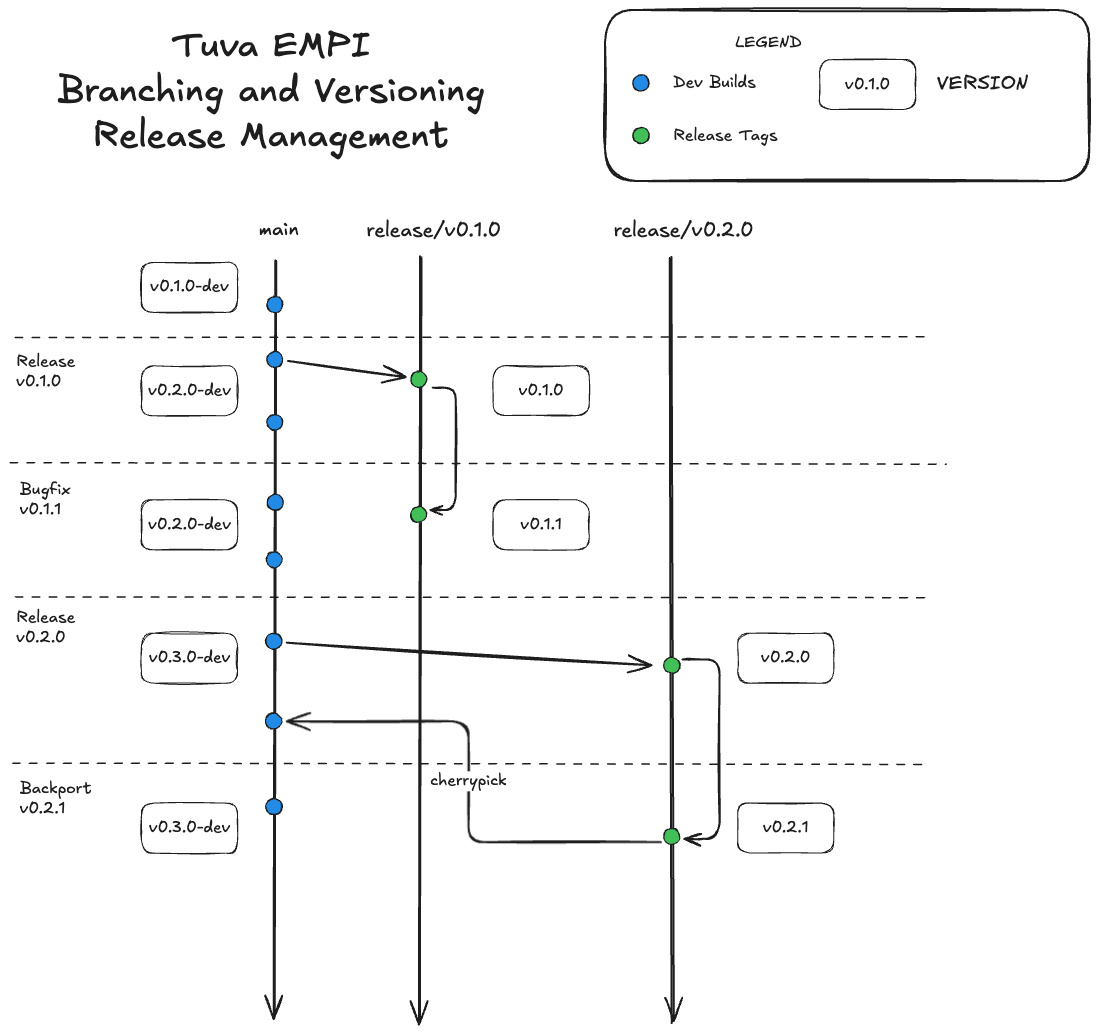 Tuva EMPI
Branching and Versioning
Release Management
LEGEND
Dev Builds
v0.1.0
VERSION
Release Tags
main
release/v0.1.0
release/v0.2.0
v0.1.0-dev
Release
v0.1.0
v0.2.0-dev
v0.1.0
Bugfix
v0.1.1
v0.2.0-dev
v0.1.1
Release
v0.2.0
v0.3.0-dev
v0.2.0
cherrypick
Backport
v0.2.1
v0.3.0-dev
v0.2.1